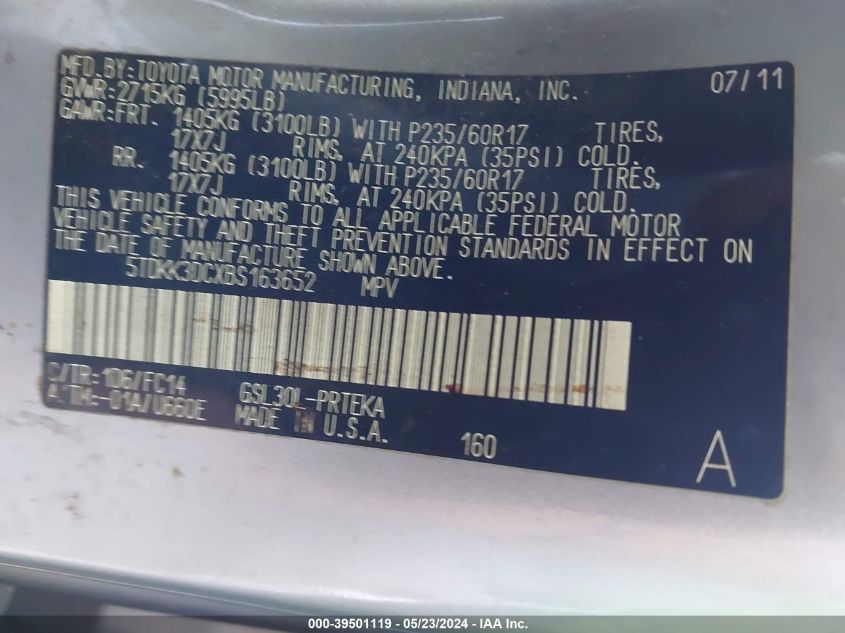 MFD.BY:TOYOTA MOTOR MANUFACTURING, INDIANA, INC. 07/11
GVWR:2715KG (5995LB)
GAWR:FRT. 1405KG (3100LB) WITH P235/60R17 TIRES,
17X7J RIMS, AT 240KPA (35PSI) COLD.
RR. 1405KG (3100LB) WITH P235/60R17 TIRES,
17X7J RIMS, AT 240KPA (35PSI) COLD.
THIS VEHICLE CONFORMS TO ALL APPLICABLE FEDERAL MOTOR
VEHICLE SAFETY AND THEFT PREVENTION STANDARDS IN EFFECT ON
THE DATE OF MANUFACTURE SHOWN ABOVE.
5TDKK3DCXBS163652 MPV
C/TR:1D6/FC14
A/TM:-01A/U660E
GSL30L-PRTEKA
MADE IN U.S.A.
160
A
000-39501119 - 05/23/2024 - IAA Inc.